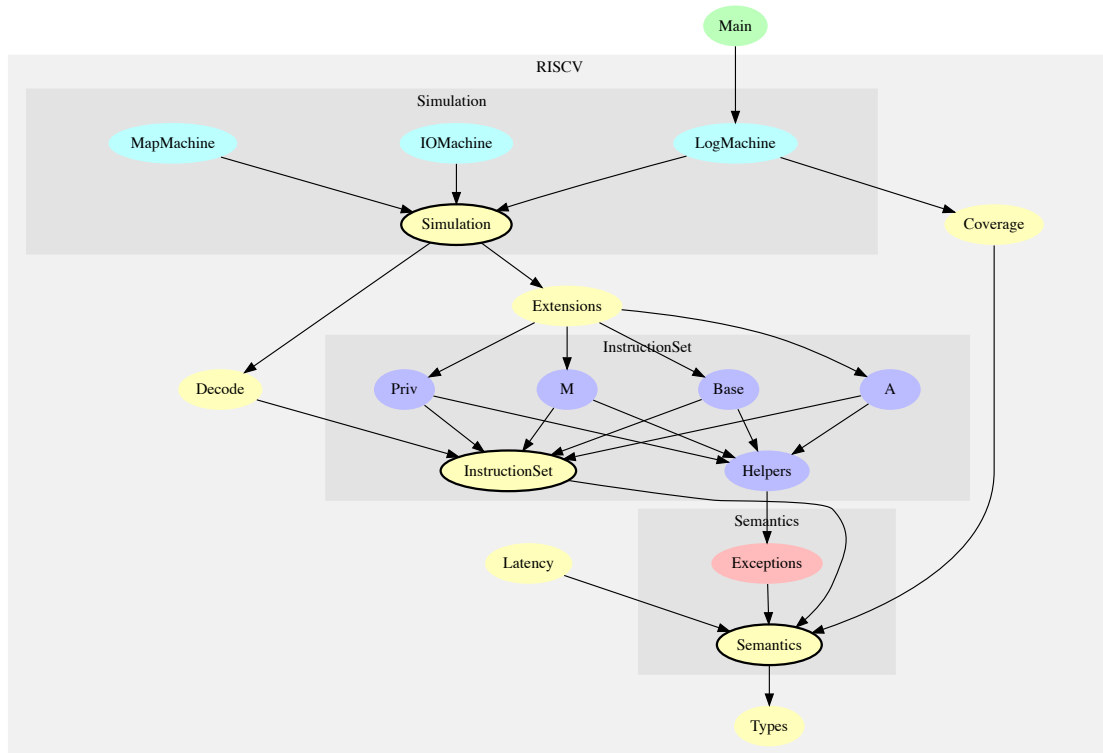 Main
RISCV
Simulation
MapMachine
IOMachine
LogMachine
Simulation
Coverage
Extensions
InstructionSet
Decode
Priv
M
Base
A
InstructionSet
Helpers
Semantics
Latency
Exceptions
Semantics
Types